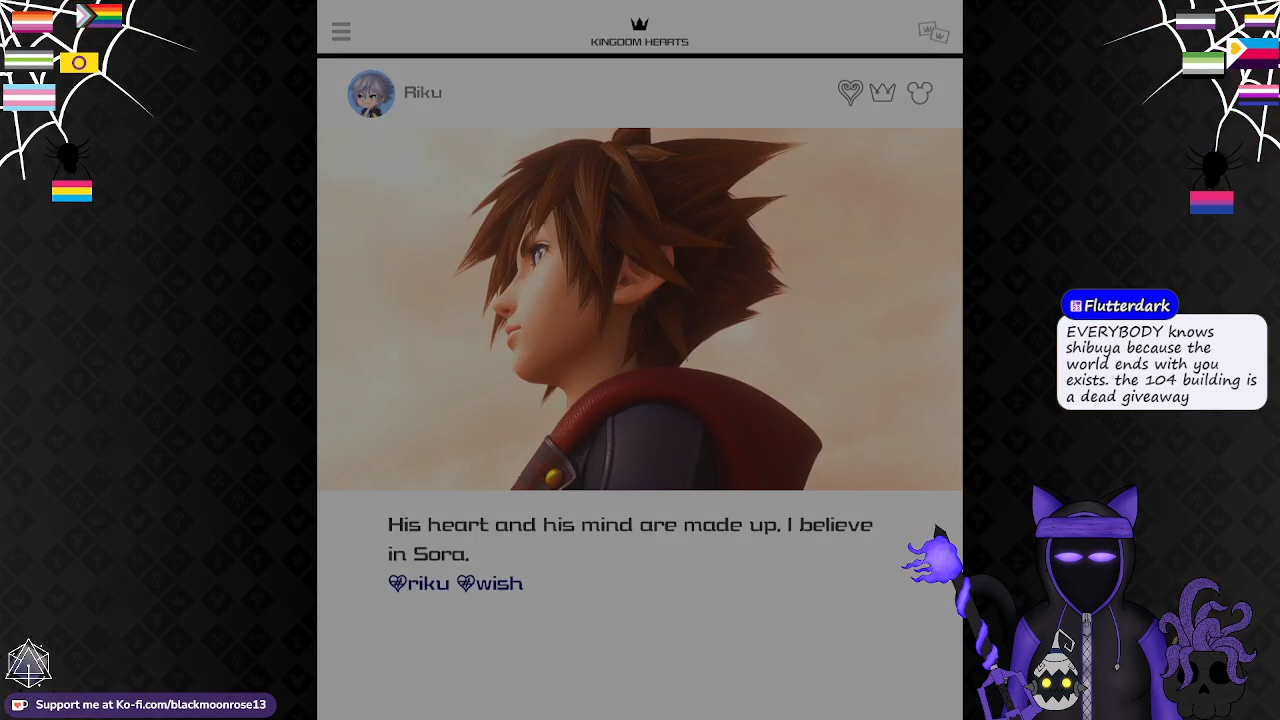 KINGDOM HEARTS
Riku
His heart and his mind are made up. I believe
in Sora.
riku wish
Flutterdark
EVERYBODY knows
shibuya because the
world ends with you
exists. the 104 building is
a dead giveaway
Support me at Ko-fi.com/blackmoonrose13